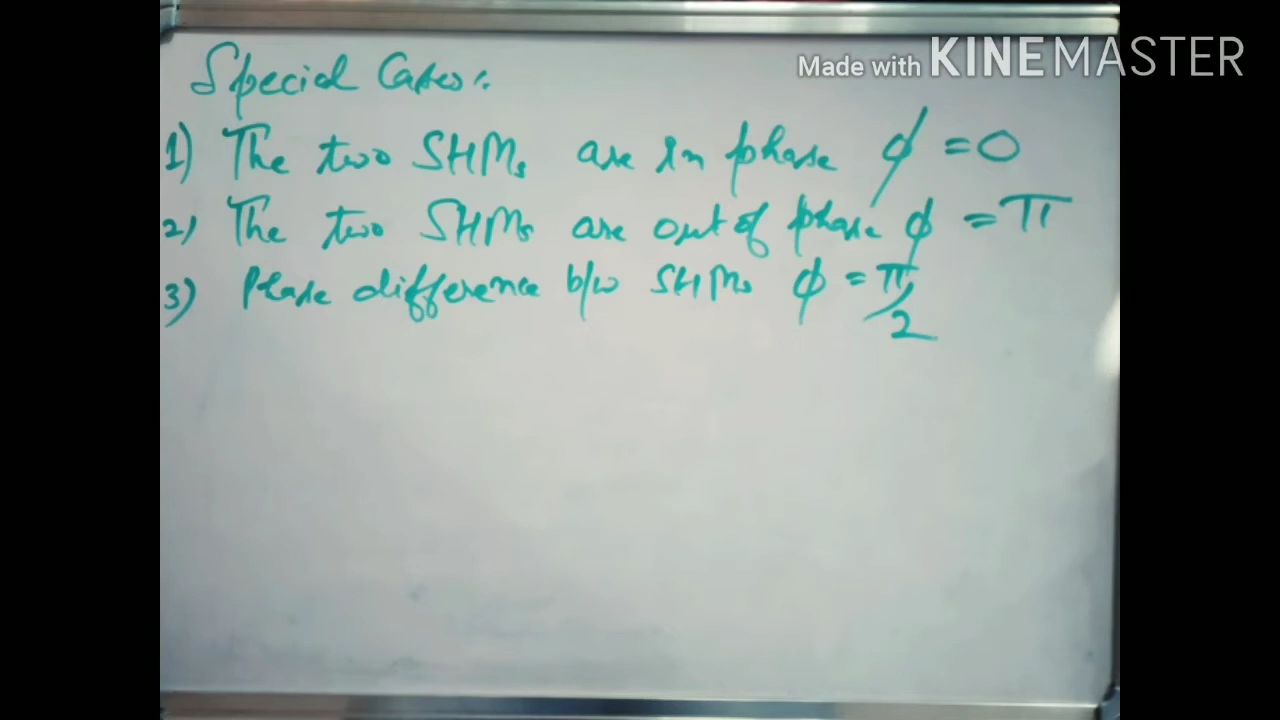 Made with KINEMASTER
Special Cases:
1) The two SHMs are in phase ϕ = 0
2) The two SHMs are out of phase ϕ = π
3) Phase difference b/w SHMs ϕ = π/2